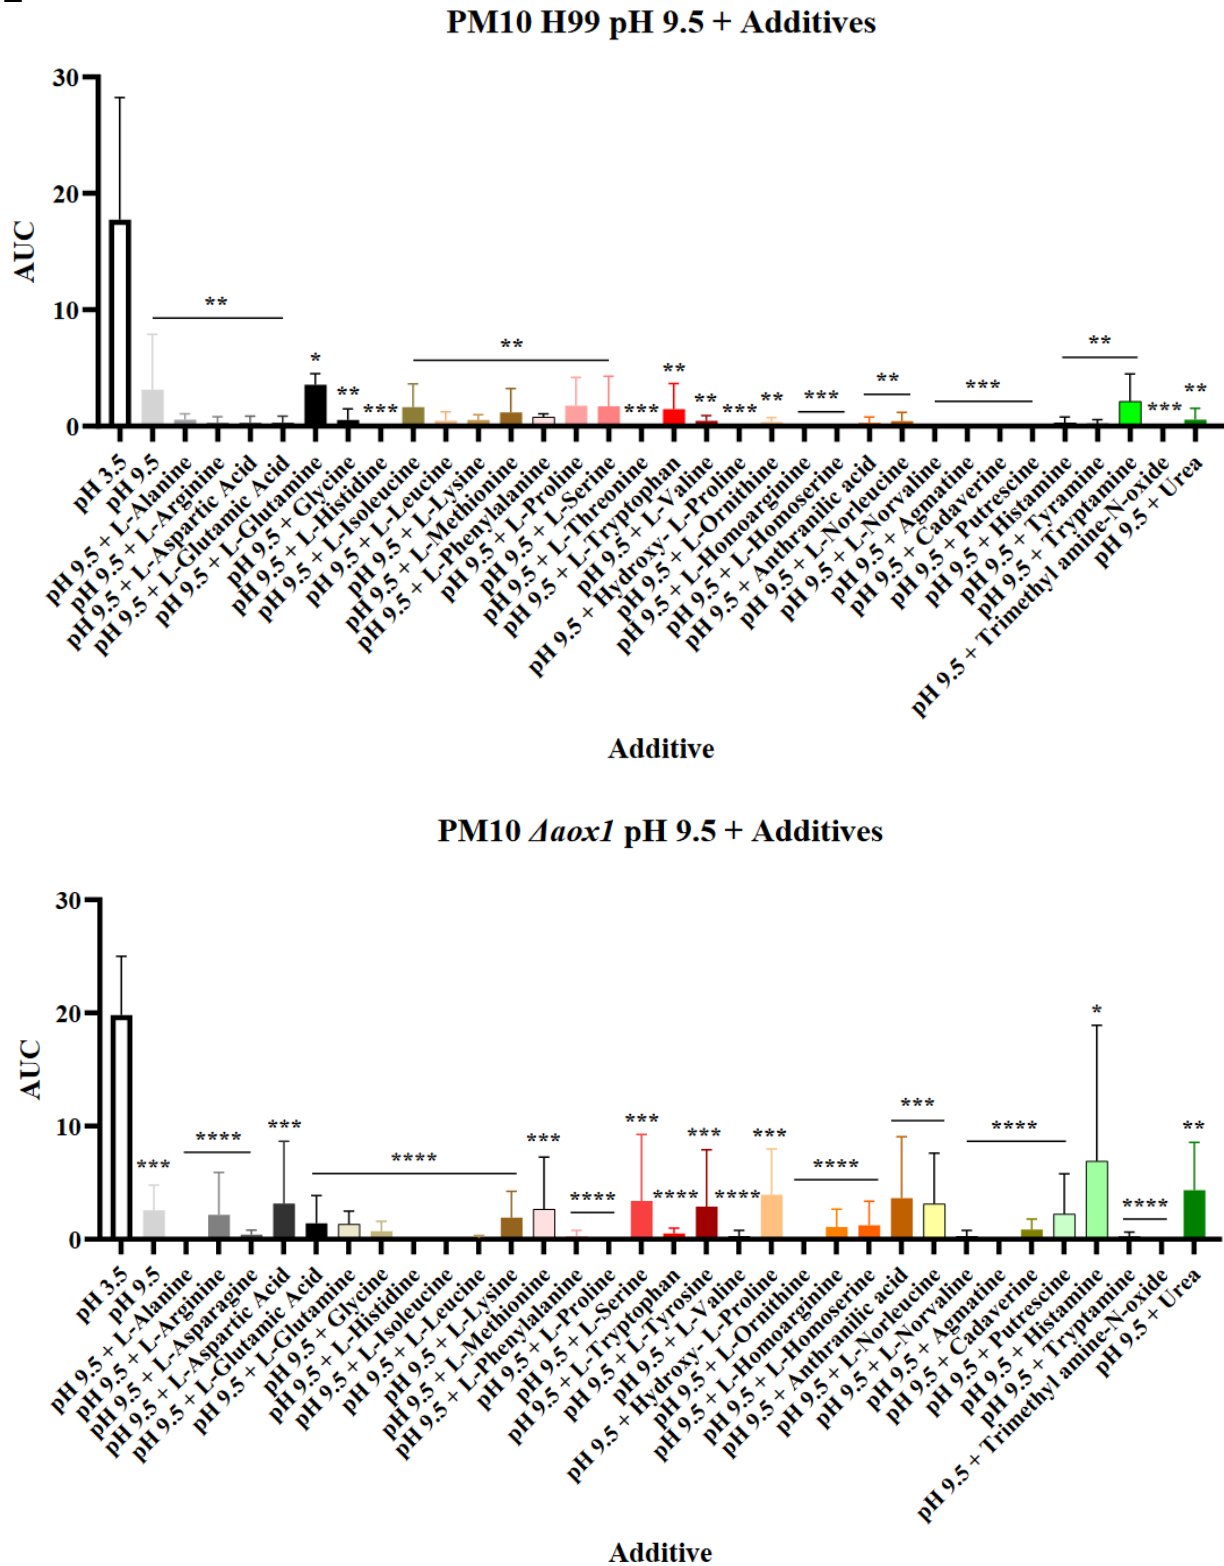 PM10 H99 pH 9.5 + Additives
30
20
10
0
AUC
**
*
**
***
**
***
**
**
***
**
***
**
***
**
***
**
pH 3.5
pH 9.5
pH 9.5 + L-Alanine
pH 9.5 + L-Arginine
pH 9.5 + L-Aspartic Acid
pH 9.5 + L-Glutamic Acid
pH 9.5 + L-Glutamine
pH 9.5 + Glycine
pH 9.5 + L-Histidine
pH 9.5 + L-Isoleucine
pH 9.5 + L-Leucine
pH 9.5 + L-Lysine
pH 9.5 + L-Methionine
pH 9.5 + L-Phenylalanine
pH 9.5 + L-Proline
pH 9.5 + L-Serine
pH 9.5 + L-Threonine
pH 9.5 + L-Tryptophan
pH 9.5 + L-Valine
pH 9.5 + Hydroxy- L-Proline
pH 9.5 + L-Ornithine
pH 9.5 + L-Homoarginine
pH 9.5 + L-Homoserine
pH 9.5 + Anthranilic acid
pH 9.5 + L-Norleucine
pH 9.5 + L-Norvaline
pH 9.5 + Agmatine
pH 9.5 + Cadaverine
pH 9.5 + Putrescine
pH 9.5 + Histamine
pH 9.5 + Tyramine
pH 9.5 + Tryptamine
pH 9.5 + Trimethyl amine-N-oxide
pH 9.5 + Urea
Additive
PM10 Δaox1 pH 9.5 + Additives
30
20
10
0
AUC
***
****
***
****
***
****
***
****
***
****
***
****
***
****
*
****
**
pH 3.5
pH 9.5
pH 9.5 + L-Alanine
pH 9.5 + L-Arginine
pH 9.5 + L-Asparagine
pH 9.5 + L-Aspartic Acid
pH 9.5 + L-Glutamic Acid
pH 9.5 + L-Glutamine
pH 9.5 + Glycine
pH 9.5 + L-Histidine
pH 9.5 + L-Isoleucine
pH 9.5 + L-Leucine
pH 9.5 + L-Lysine
pH 9.5 + L-Methionine
pH 9.5 + L-Phenylalanine
pH 9.5 + L-Proline
pH 9.5 + L-Serine
pH 9.5 + L-Tryptophan
pH 9.5 + L-Tyrosine
pH 9.5 + L-Valine
pH 9.5 + Hydroxy- L-Proline
pH 9.5 + L-Ornithine
pH 9.5 + L-Homoarginine
pH 9.5 + L-Homoserine
pH 9.5 + Anthranilic acid
pH 9.5 + L-Norleucine
pH 9.5 + L-Norvaline
pH 9.5 + Agmatine
pH 9.5 + Cadaverine
pH 9.5 + Putrescine
pH 9.5 + Histamine
pH 9.5 + Tryptamine
pH 9.5 + Trimethyl amine-N-oxide
pH 9.5 + Urea
Additive